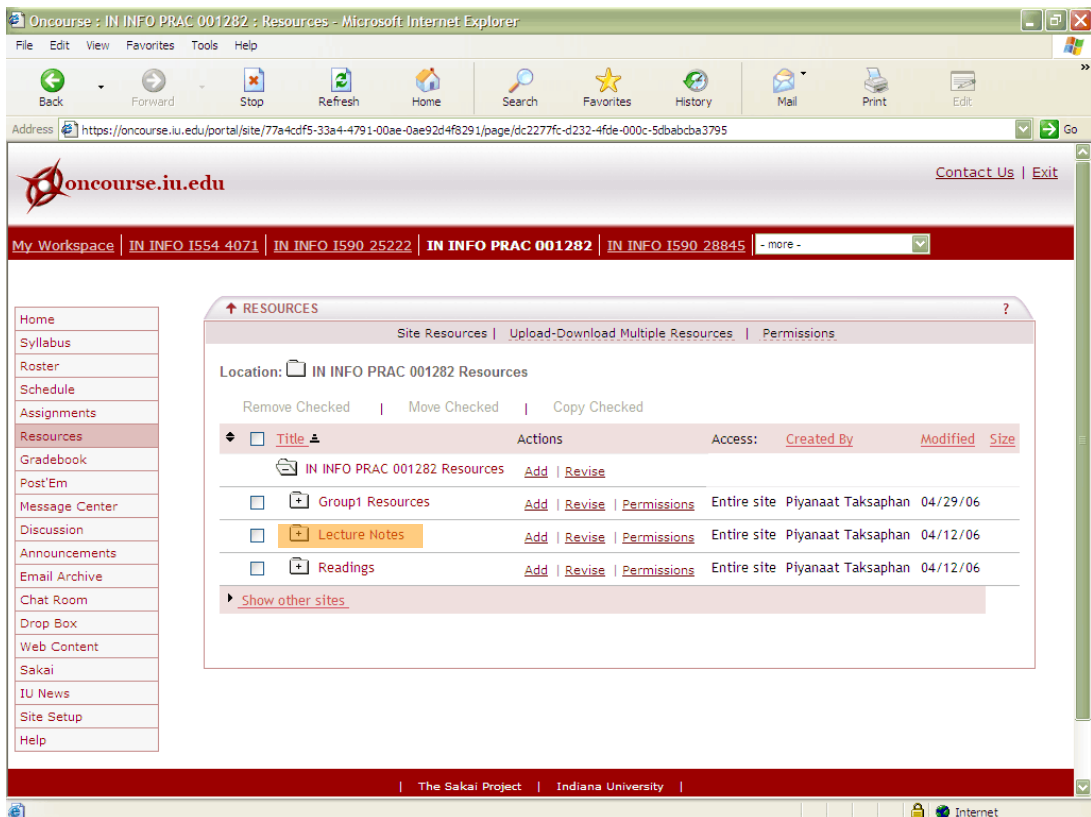 Oncourse : IN INFO PRAC 001282 : Resources - Microsoft Internet Explorer
File Edit View Favorites Tools Help
Back Forward Stop Refresh Home Search Favorites History Mail Print Edit
Address https://oncourse.iu.edu/portal/site/77a4cdf5-33a4-4791-00ae-0ae92d4f8291/page/dc2277fc-d232-4fde-000c-5dbabcba3795 Go
oncourse.iu.edu
Contact Us | Exit
My Workspace | IN INFO I554 4071 | IN INFO I590 25222 | IN INFO PRAC 001282 | IN INFO I590 28845 | - more -
Home
Syllabus
Roster
Schedule
Assignments
Resources
Gradebook
Post'Em
Message Center
Discussion
Announcements
Email Archive
Chat Room
Drop Box
Web Content
Sakai
IU News
Site Setup
Help
RESOURCES ?
Site Resources | Upload-Download Multiple Resources | Permissions
Location: IN INFO PRAC 001282 Resources
Remove Checked | Move Checked | Copy Checked
Title Actions Access: Created By Modified Size
IN INFO PRAC 001282 Resources Add | Revise
Group1 Resources Add | Revise | Permissions Entire site Piyanaat Taksaphan 04/29/06
Lecture Notes Add | Revise | Permissions Entire site Piyanaat Taksaphan 04/12/06
Readings Add | Revise | Permissions Entire site Piyanaat Taksaphan 04/12/06
Show other sites
| The Sakai Project | Indiana University |
Internet